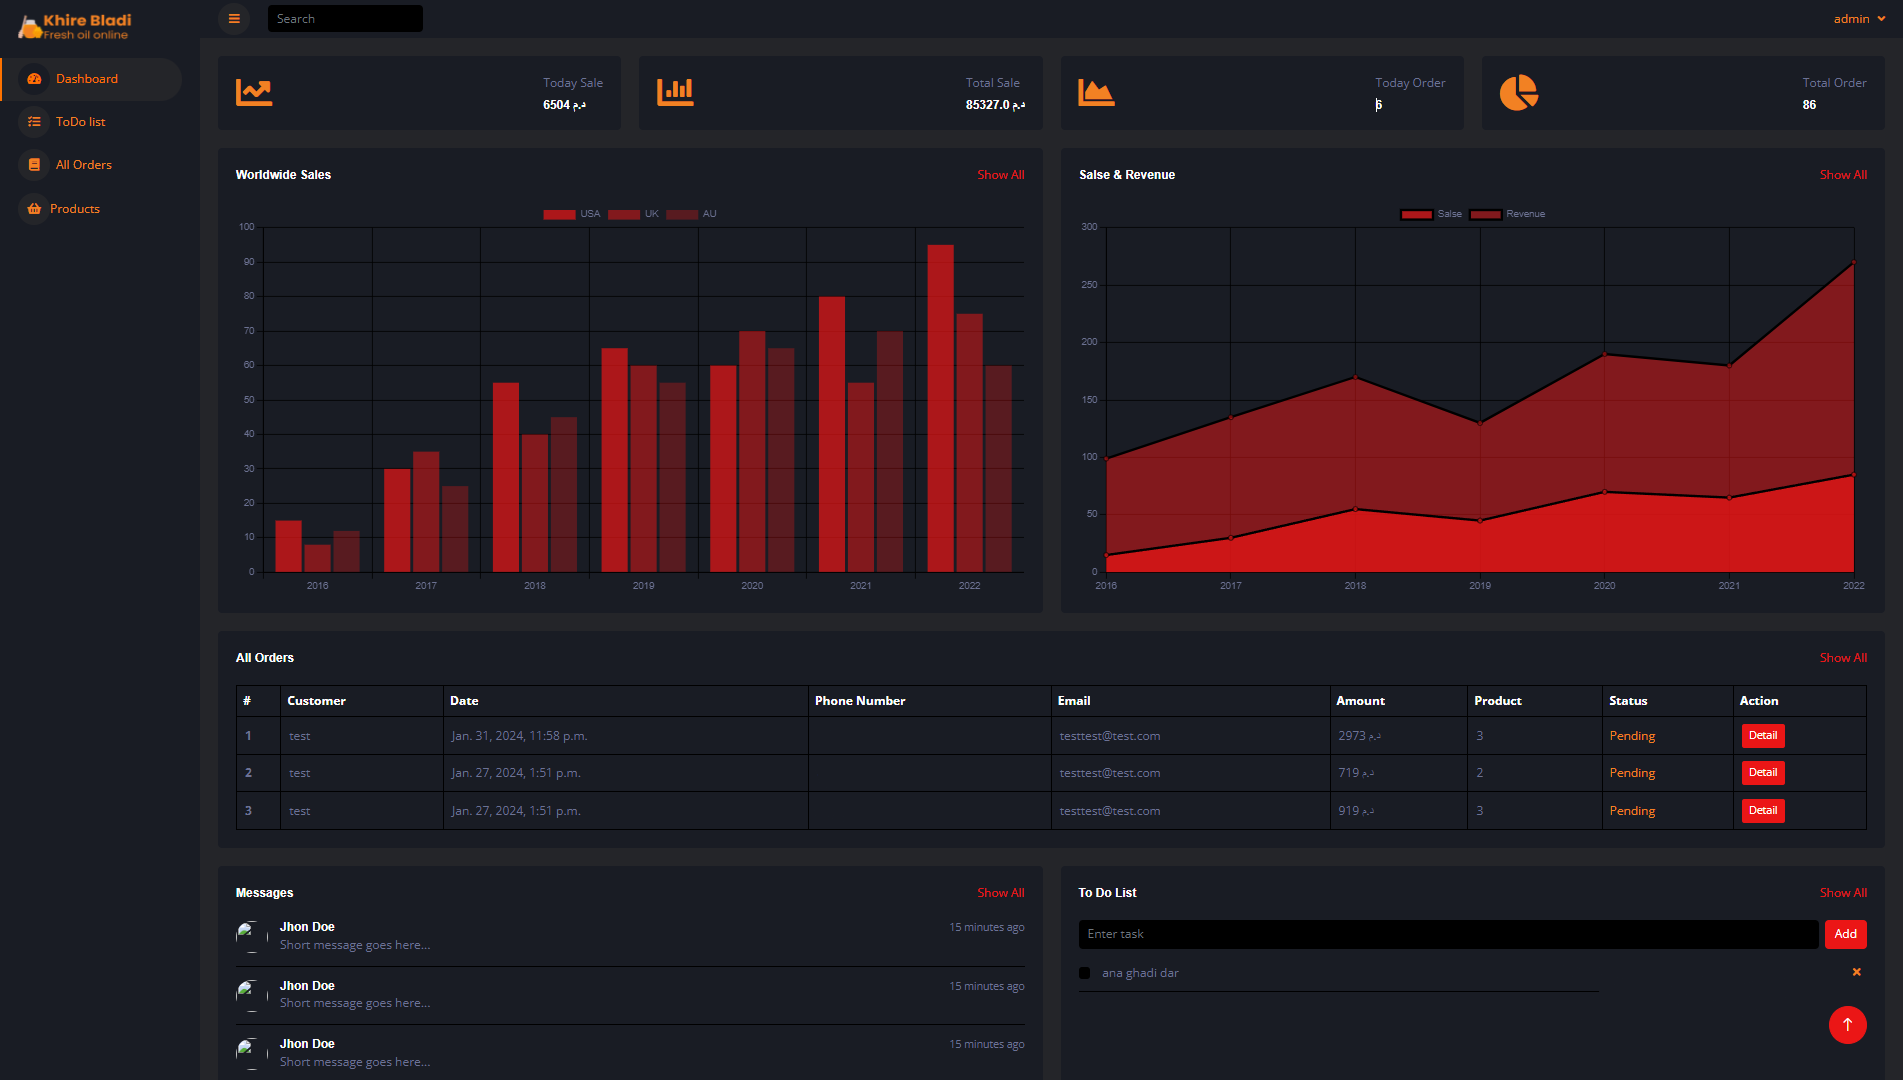 Khire Bladi
Fresh oil online
Search
admin
Dashboard
ToDo list
All Orders
Products
Today Sale
6504 د.م
Total Sale
85327.0 د.م
Today Order
6
Total Order
86
Worldwide Sales
Show All
USA UK AU
100
90
80
70
60
50
40
30
20
10
0
2016 2017 2018 2019 2020 2021 2022
Salse & Revenue
Show All
Salse Revenue
300
250
200
150
100
50
0
2016 2017 2018 2019 2020 2021 2022
All Orders
Show All
# Customer Date Phone Number Email Amount Product Status Action
1 test Jan. 31, 2024, 11:58 p.m. testtest@test.com 2973 د.م 3 Pending Detail
2 test Jan. 27, 2024, 1:51 p.m. testtest@test.com 719 د.م 2 Pending Detail
3 test Jan. 27, 2024, 1:51 p.m. testtest@test.com 919 د.م 3 Pending Detail
Messages
Show All
Jhon Doe 15 minutes ago
Short message goes here...
Jhon Doe 15 minutes ago
Short message goes here...
Jhon Doe 15 minutes ago
Short message goes here...
To Do List
Show All
Enter task
Add
ana ghadi dar